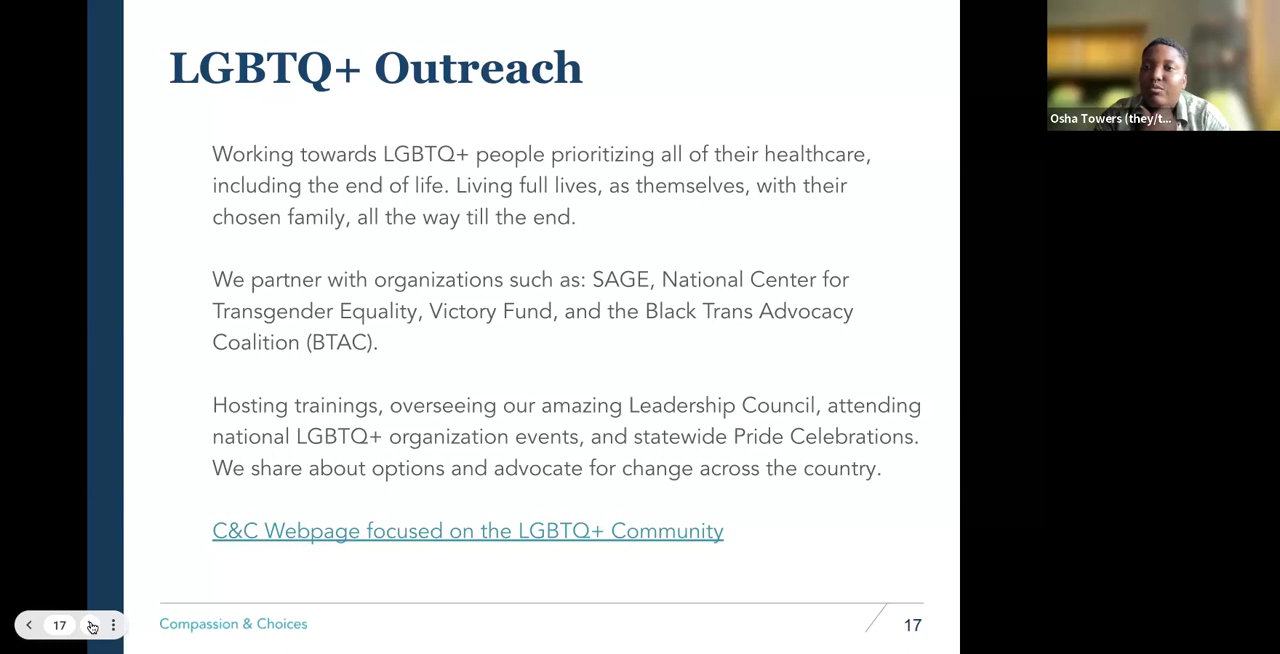 LGBTQ+ Outreach
Working towards LGBTQ+ people prioritizing all of their healthcare,
including the end of life. Living full lives, as themselves, with their
chosen family, all the way till the end.
We partner with organizations such as: SAGE, National Center for
Transgender Equality, Victory Fund, and the Black Trans Advocacy
Coalition (BTAC).
Hosting trainings, overseeing our amazing Leadership Council, attending
national LGBTQ+ organization events, and statewide Pride Celebrations.
We share about options and advocate for change across the country.
C&C Webpage focused on the LGBTQ+ Community
Compassion & Choices
17
17
Osha Towers (they/t...